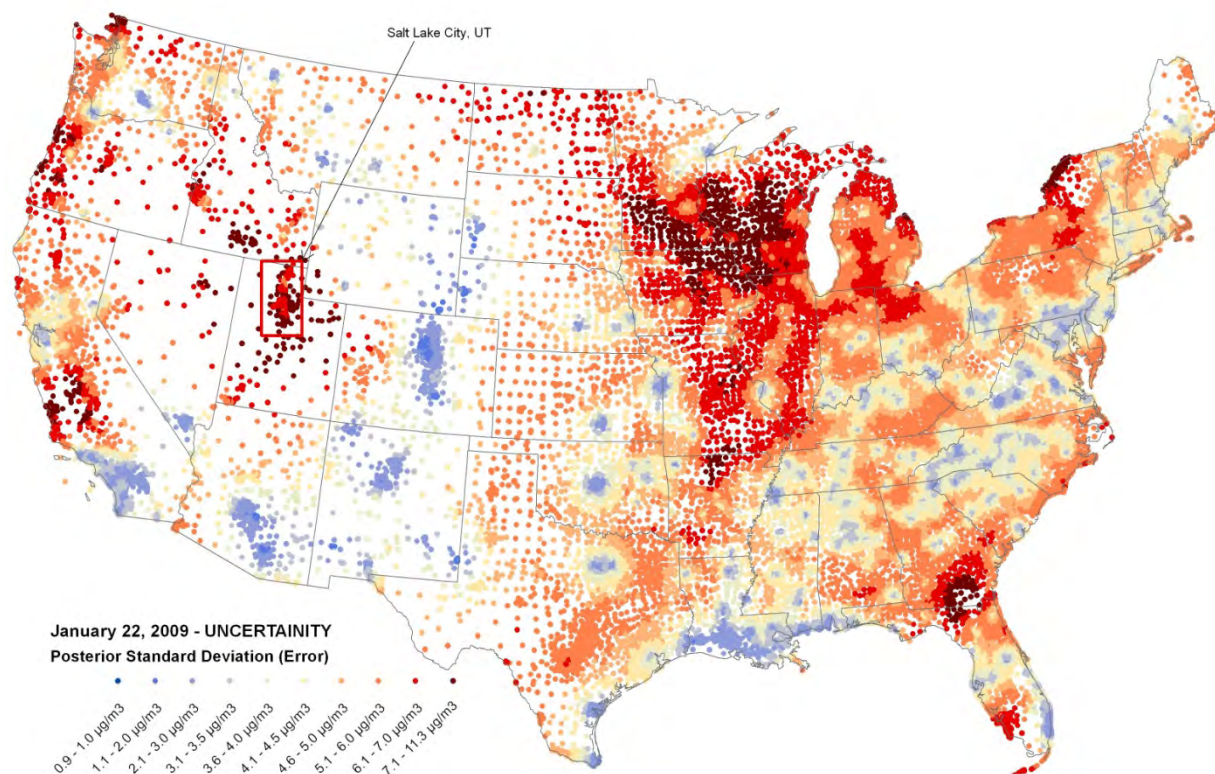 Salt Lake City, UT
January 22, 2009 - UNCERTAINITY
Posterior Standard Deviation (Error)
0.9 - 1.0 µg/m3
1.1 - 2.0 µg/m3
2.1 - 3.0 µg/m3
3.1 - 3.5 µg/m3
3.6 - 4.0 µg/m3
4.1 - 4.5 µg/m3
4.6 - 5.0 µg/m3
5.1 - 6.0 µg/m3
6.1 - 7.0 µg/m3
7.1 - 11.3 µg/m3